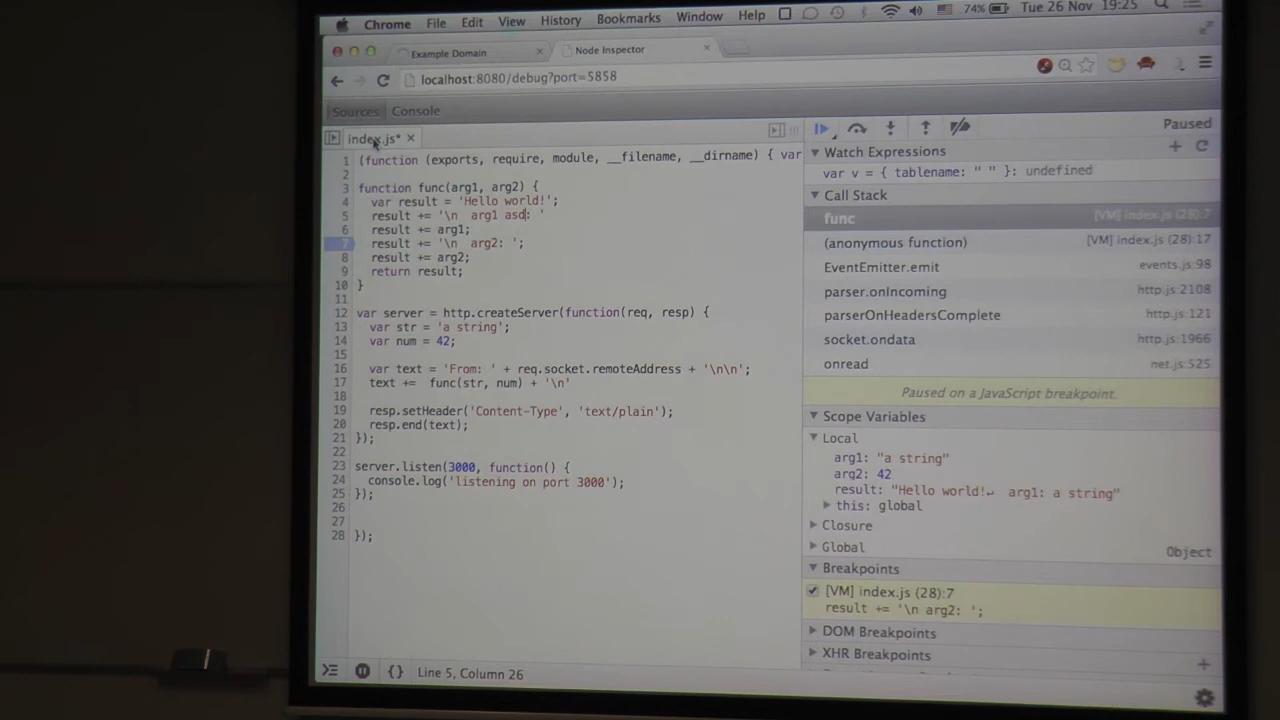 Chrome File Edit View History Bookmarks Window Help 74% Tue 26 Nov 19:25
Example Domain × Node Inspector ×
localhost:8080/debug?port=5858
Sources Console
index.js* ×
Paused
1 (function (exports, require, module, __filename, __dirname) { var
2
3 function func(arg1, arg2) {
4 var result = 'Hello world!';
5 result += '\n arg1 asd: '
6 result += arg1;
7 result += '\n arg2: ';
8 result += arg2;
9 return result;
10 }
11
12 var server = http.createServer(function(req, resp) {
13 var str = 'a string';
14 var num = 42;
15
16 var text = 'From: ' + req.socket.remoteAddress + '\n\n';
17 text += func(str, num) + '\n'
18
19 resp.setHeader('Content-Type', 'text/plain');
20 resp.end(text);
21 });
22
23 server.listen(3000, function() {
24 console.log('listening on port 3000');
25 });
26
27
28 });
{} Line 5, Column 26
Watch Expressions +
var v = { tablename: " " }: undefined
Call Stack
func [VM] index.js (28):7
(anonymous function) [VM] index.js (28):17
EventEmitter.emit events.js:98
parser.onIncoming http.js:2108
parserOnHeadersComplete http.js:121
socket.ondata http.js:1966
onread net.js:525
Paused on a JavaScript breakpoint.
Scope Variables
Local
arg1: "a string"
arg2: 42
result: "Hello world!↵ arg1: a string"
this: global
Closure
Global Object
Breakpoints
[VM] index.js (28):7
result += '\n arg2: ';
DOM Breakpoints
XHR Breakpoints +